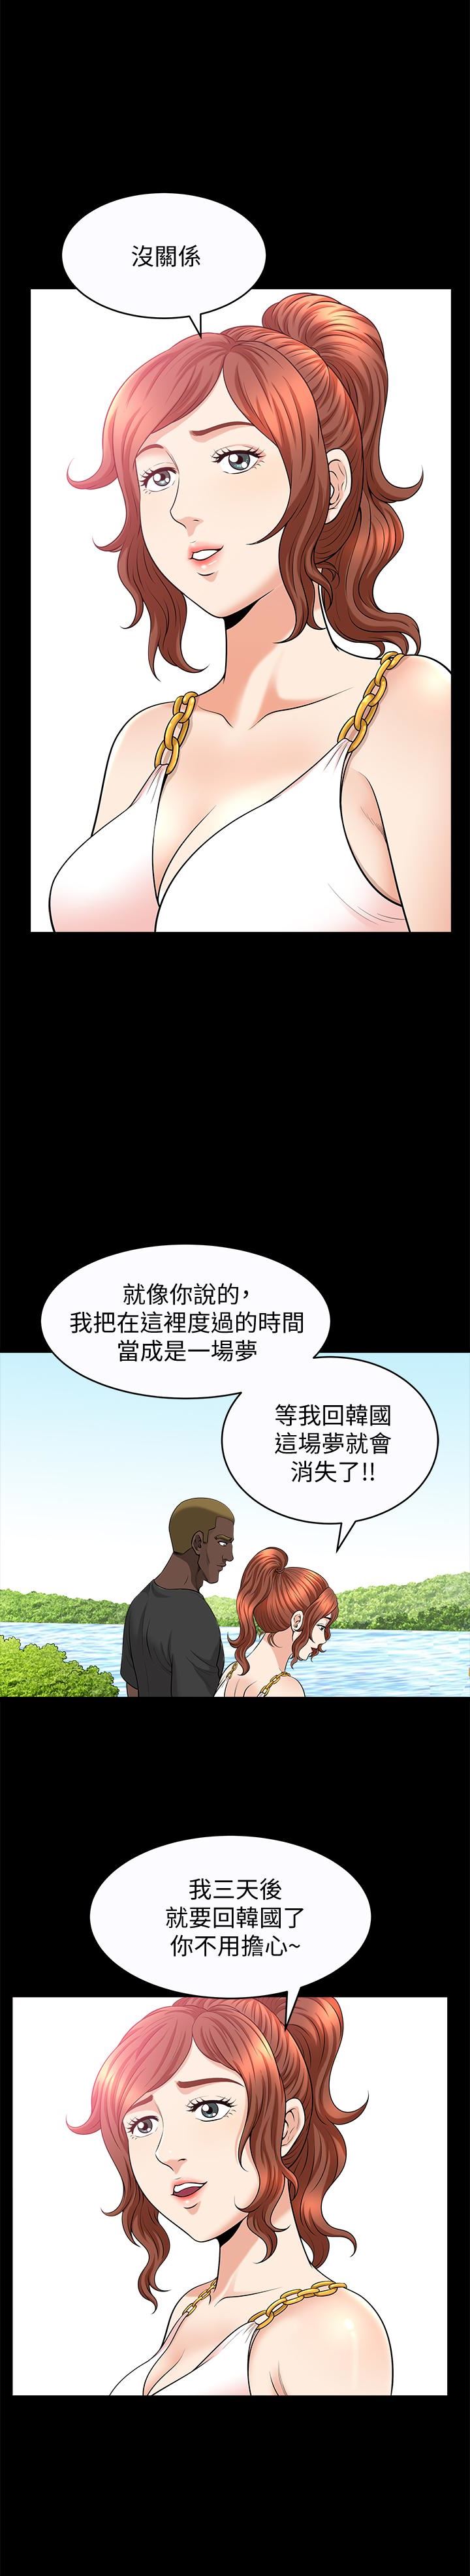 沒關係
就像你說的，
我把在這裡度過的時間
當成是一場夢
等我回韓國
這場夢就會
消失了!!
我三天後
就要回韓國了
你不用擔心~